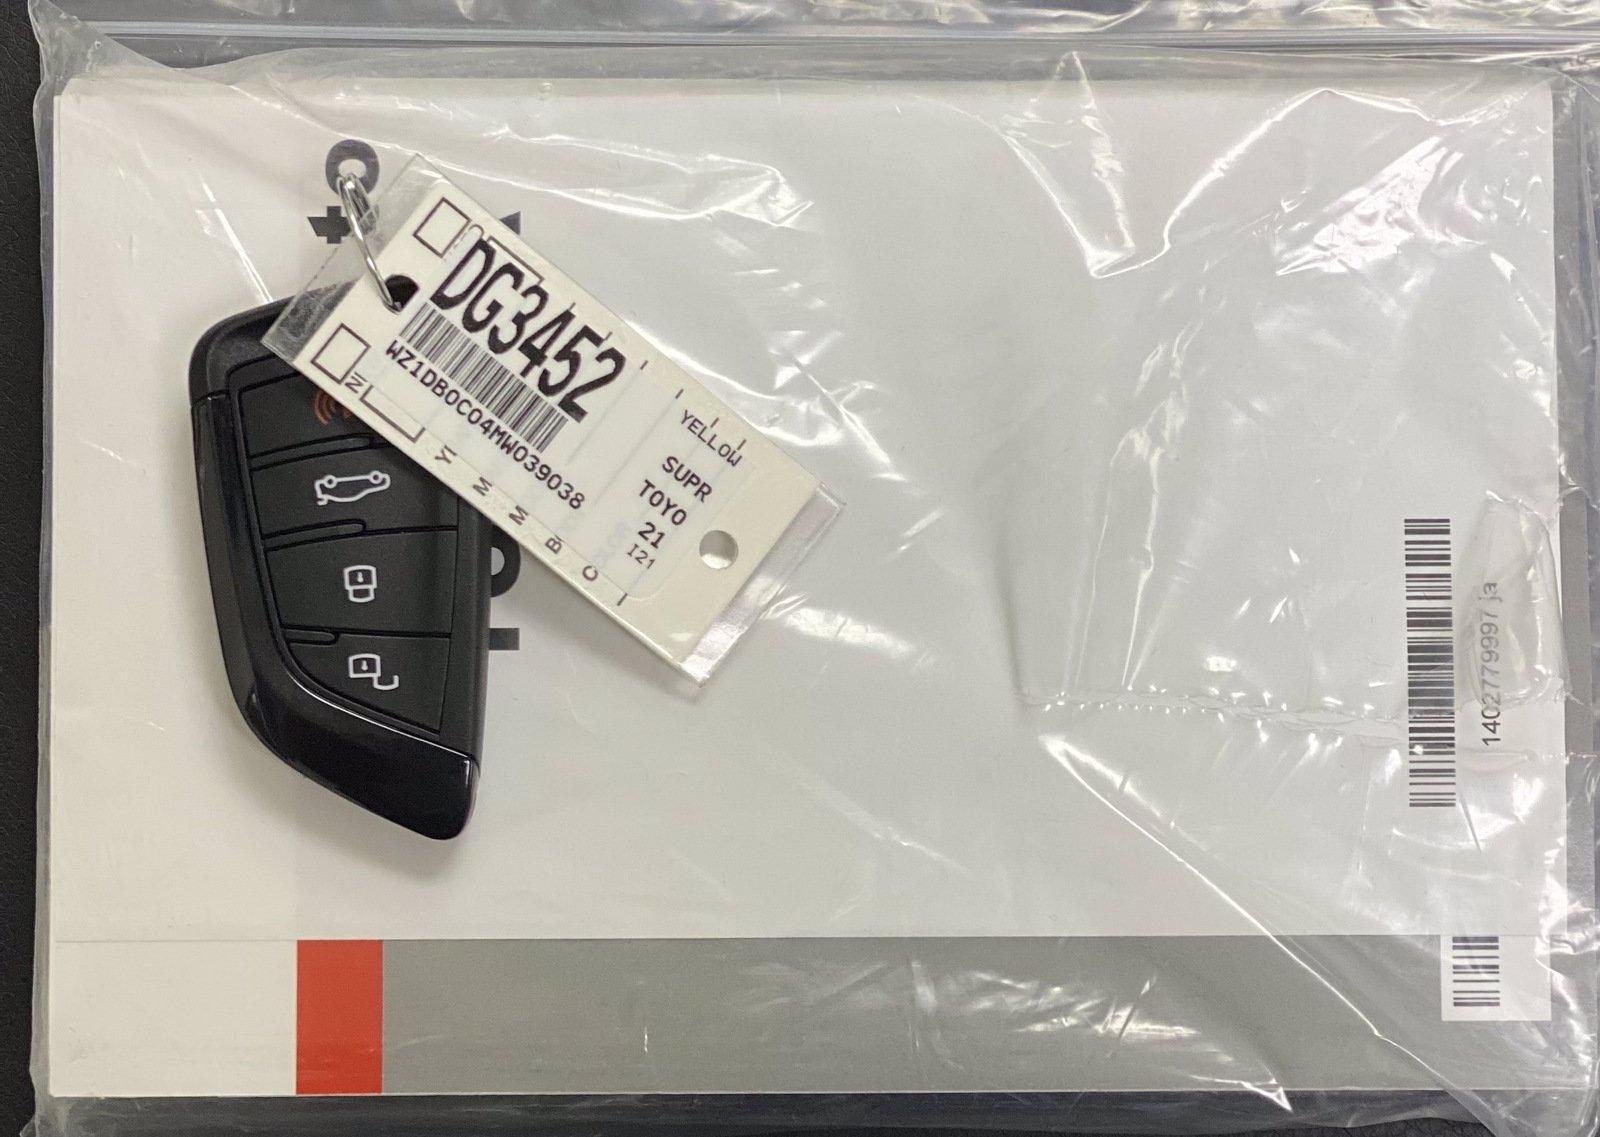 DG3452
WZ1DB0C04MW039038
YELLOW
SUPR
TOYO
21
I21
1402779997 ja